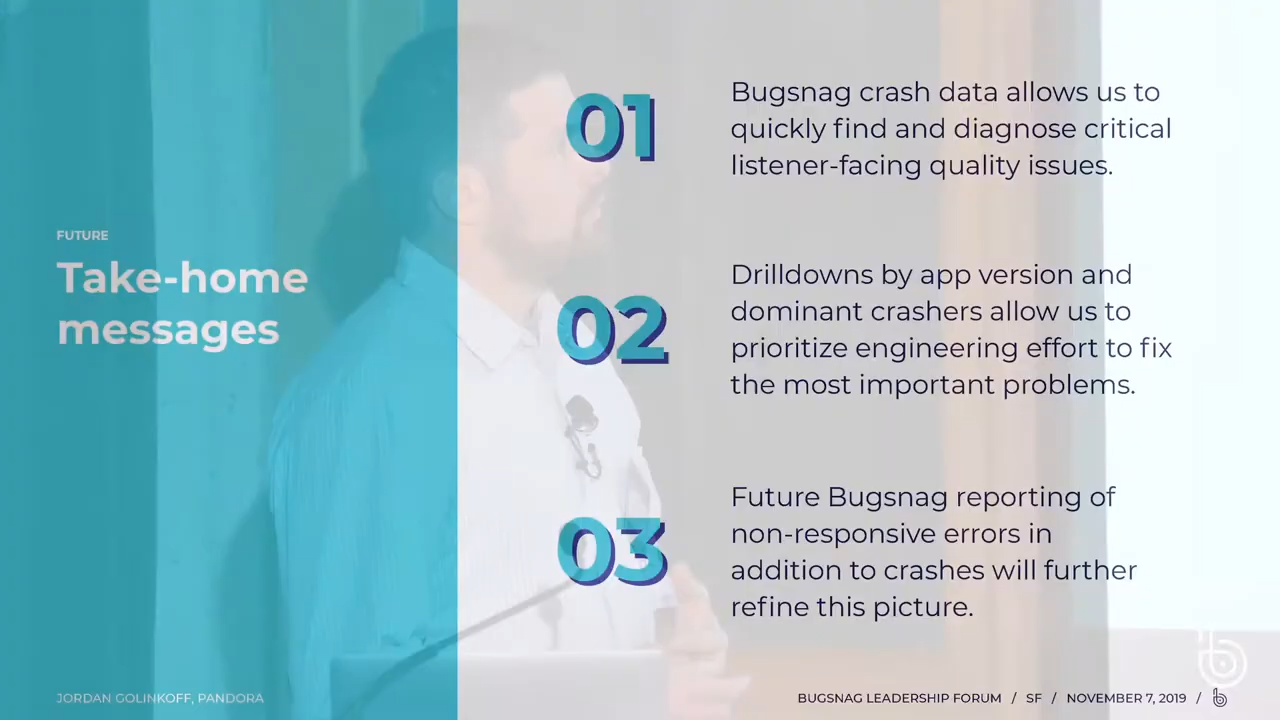 FUTURE
Take-home
messages
01
Bugsnag crash data allows us to
quickly find and diagnose critical
listener-facing quality issues.
02
Drilldowns by app version and
dominant crashers allow us to
prioritize engineering effort to fix
the most important problems.
03
Future Bugsnag reporting of
non-responsive errors in
addition to crashes will further
refine this picture.
JORDAN GOLINKOFF, PANDORA
BUGSNAG LEADERSHIP FORUM / SF / NOVEMBER 7, 2019 /